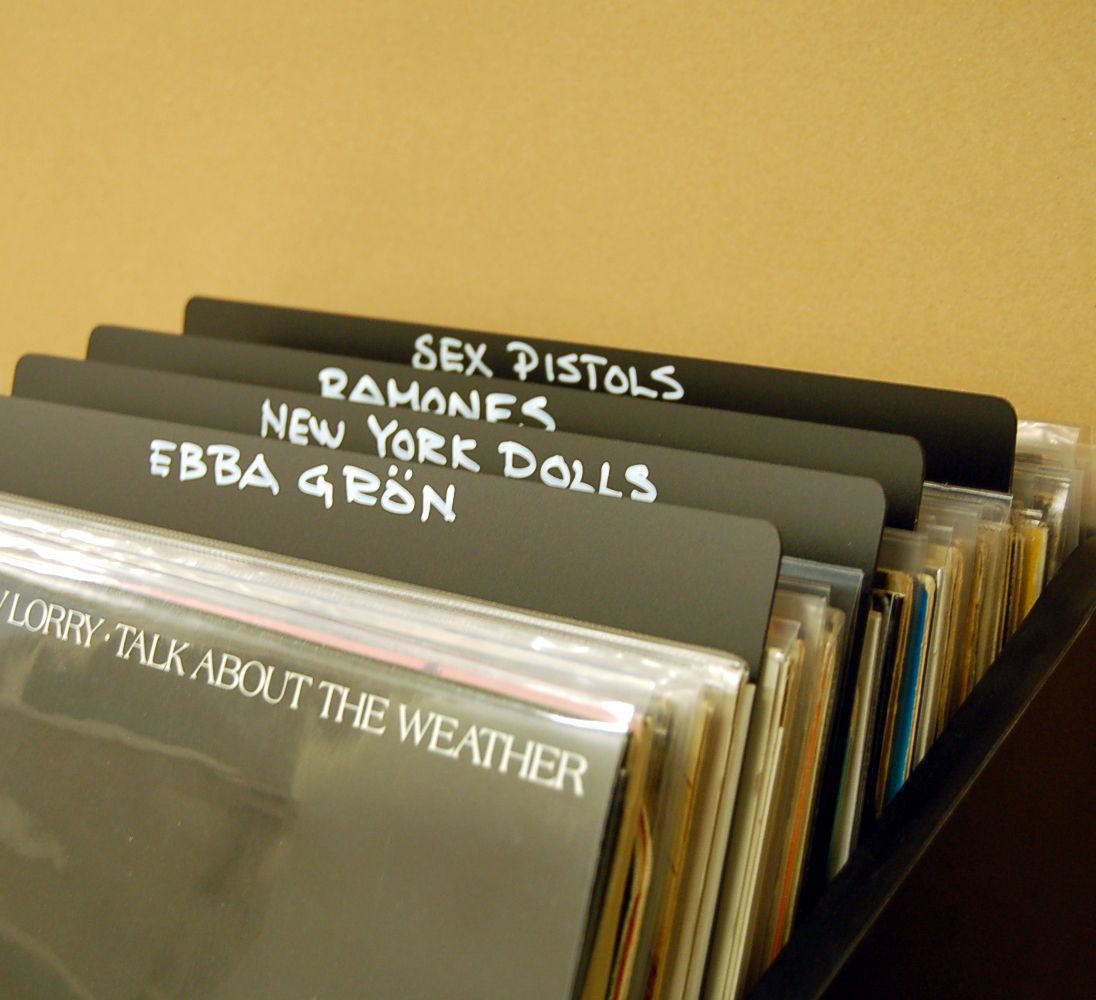 SEX PISTOLS
RAMONES
NEW YORK DOLLS
EBBA GRÖN
LORRY · TALK ABOUT THE WEATHER